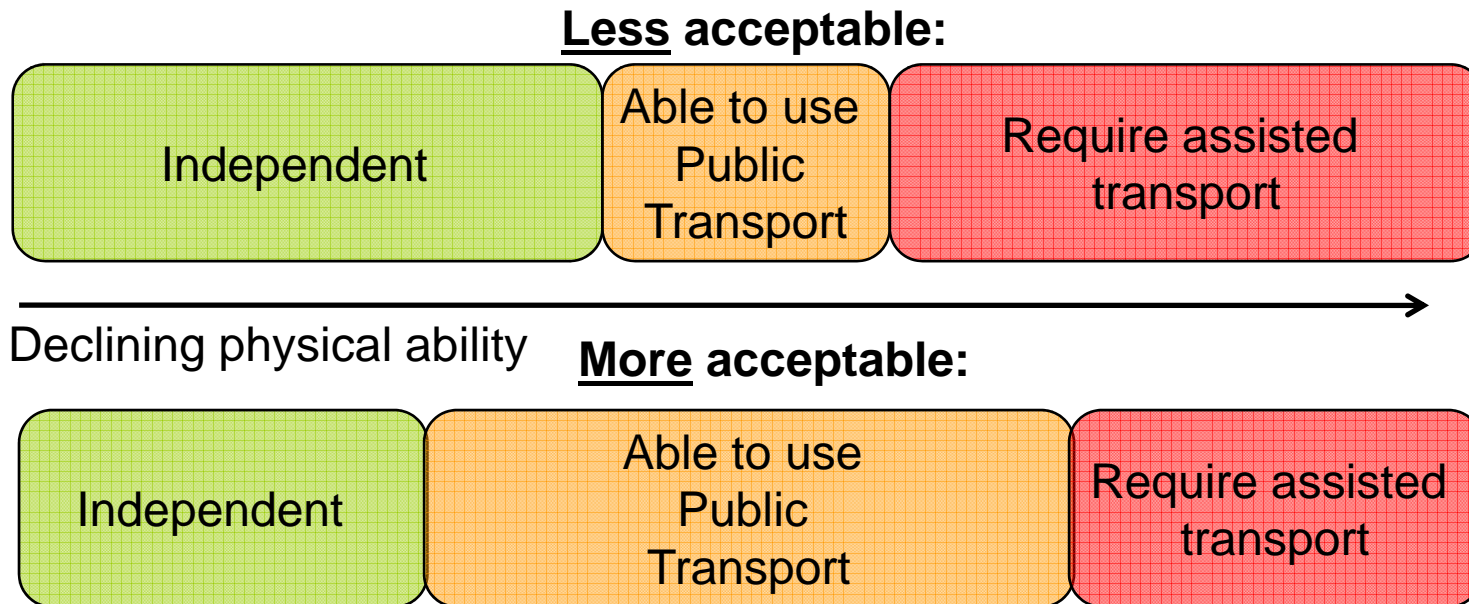 Less acceptable:
Independent
Able to use
Public
Transport
Require assisted
transport
Declining physical ability
More acceptable:
Independent
Able to use
Public
Transport
Require assisted
transport